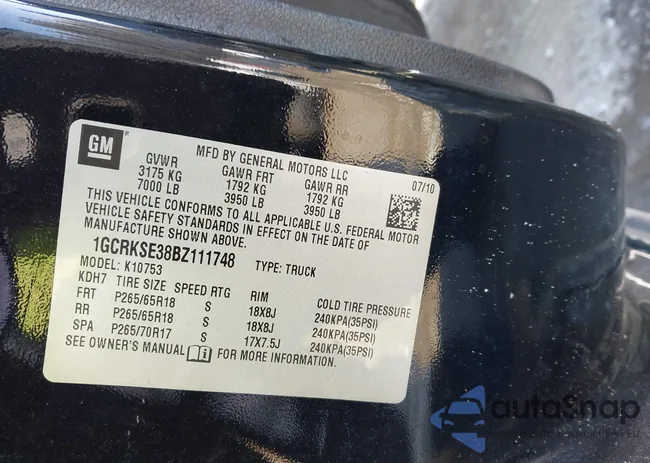 GM
MFD BY GENERAL MOTORS LLC
07/10
GVWR GAWR FRT GAWR RR
3175 KG 1792 KG 1792 KG
7000 LB 3950 LB 3950 LB
THIS VEHICLE CONFORMS TO ALL APPLICABLE U.S. FEDERAL MOTOR
VEHICLE SAFETY STANDARDS IN EFFECT ON THE DATE OF
MANUFACTURE SHOWN ABOVE.
1GCRKSE38BZ111748 TYPE: TRUCK
MODEL: K10753
KDH7 TIRE SIZE SPEED RTG RIM COLD TIRE PRESSURE
FRT P265/65R18 S 18X8J 240KPA(35PSI)
RR P265/65R18 S 18X8J 240KPA(35PSI)
SPA P265/70R17 S 17X7.5J 240KPA(35PSI)
SEE OWNER'S MANUAL FOR MORE INFORMATION.
autoSnap